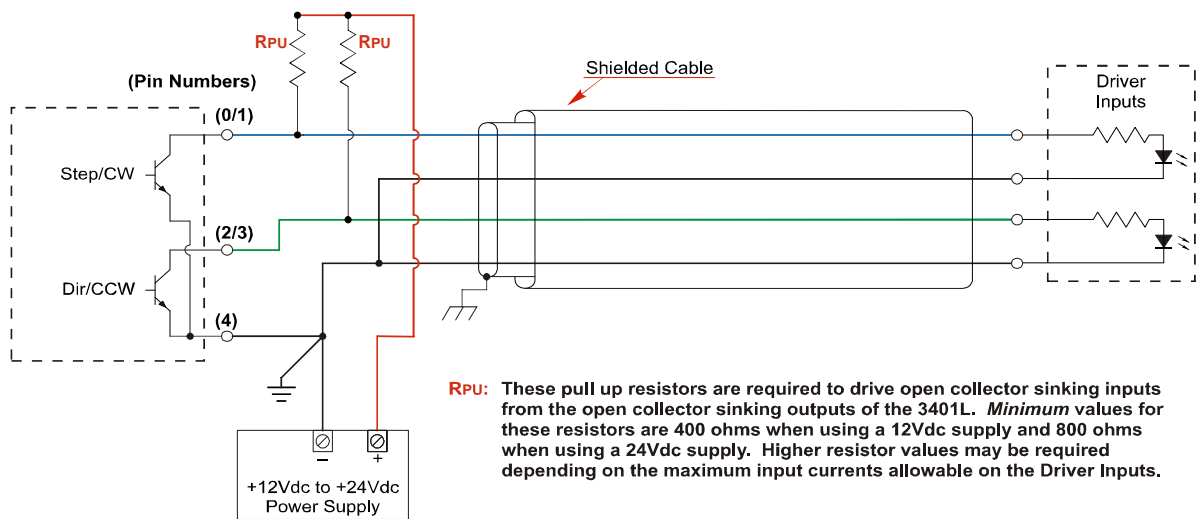 RPU
RPU
(Pin Numbers)
Shielded Cable
Driver
Inputs
(0/1)
Step/CW
(2/3)
Dir/CCW
(4)
RPU: These pull up resistors are required to drive open collector sinking inputs
from the open collector sinking outputs of the 3401L. Minimum values for
these resistors are 400 ohms when using a 12Vdc supply and 800 ohms
when using a 24Vdc supply. Higher resistor values may be required
depending on the maximum input currents allowable on the Driver Inputs.
– +
+12Vdc to +24Vdc
Power Supply